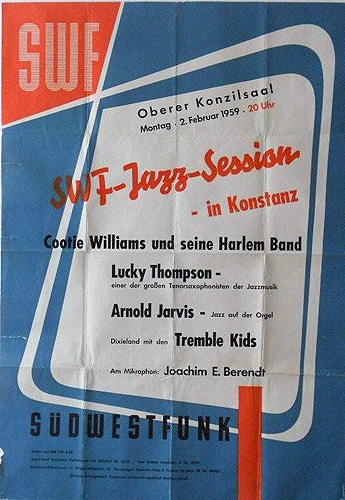 SWF
Oberer Konzilsaal
Montag · 2. Februar 1959 · 20 Uhr
SWF-Jazz-Session
- in Konstanz
Cootie Williams und seine Harlem Band
Lucky Thompson -
einer der großen Tenorsaxophonisten der Jazzmusik
Arnold Jarvis - Jazz auf der Orgel
Dixieland mit den Tremble Kids
Am Mikrophon: Joachim E. Berendt
SÜDWESTFUNK